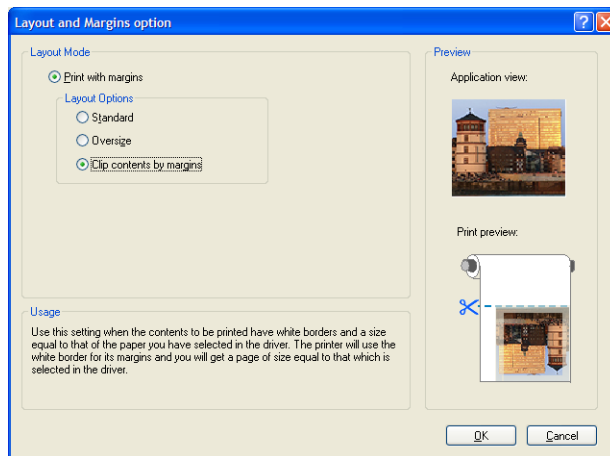 Layout and Margins option
Layout Mode
Print with margins
Layout Options
Standard
Oversize
Clip contents by margins
Usage
Use this setting when the contents to be printed have white borders and a size
equal to that of the paper you have selected in the driver. The printer will use the
white border for its margins and you will get a page of size equal to that which is
selected in the driver.
Preview
Application view:
Print preview:
OK
Cancel